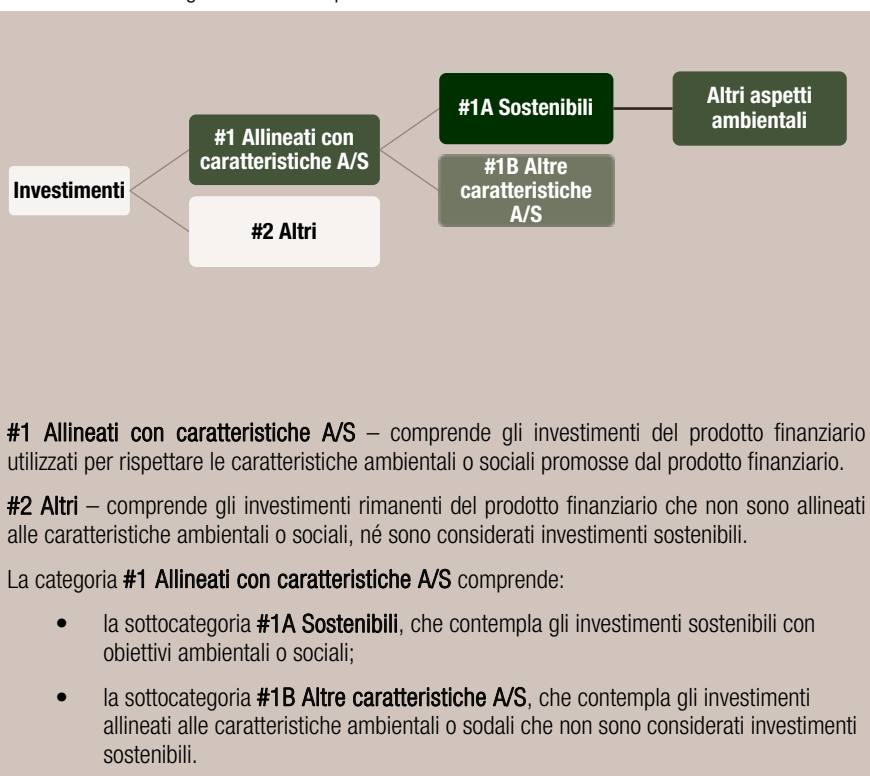 #1A Sostenibili
Altri aspetti
ambientali
#1 Allineati con
caratteristiche A/S
#1B Altre
caratteristiche
A/S
Investimenti
#2 Altri
#1 Allineati con caratteristiche A/S – comprende gli investimenti del prodotto finanziario
utilizzati per rispettare le caratteristiche ambientali o sociali promosse dal prodotto finanziario.
#2 Altri – comprende gli investimenti rimanenti del prodotto finanziario che non sono allineati
alle caratteristiche ambientali o sociali, né sono considerati investimenti sostenibili.
La categoria #1 Allineati con caratteristiche A/S comprende:
• la sottocategoria #1A Sostenibili, che contempla gli investimenti sostenibili con
obiettivi ambientali o sociali;
• la sottocategoria #1B Altre caratteristiche A/S, che contempla gli investimenti
allineati alle caratteristiche ambientali o sodali che non sono considerati investimenti
sostenibili.